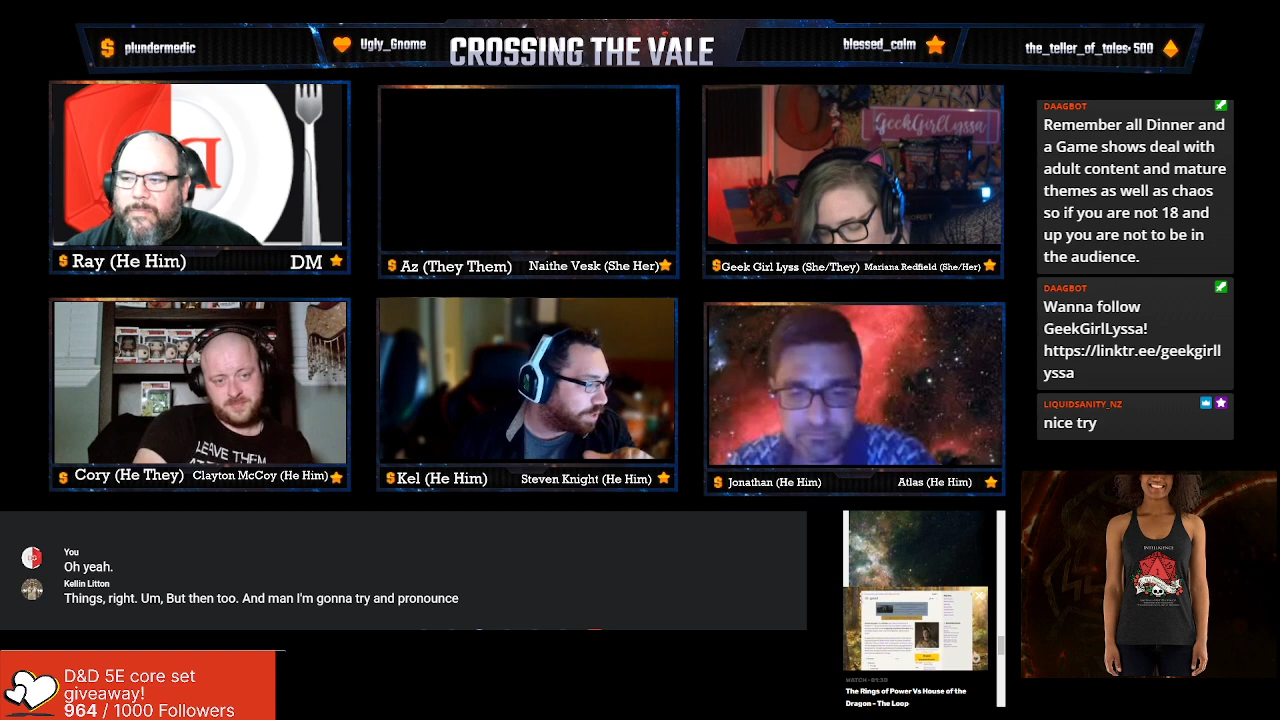 plundermedic
Ugly_Gnome
CROSSING THE VALE
blessed_calm
the_teller_of_tales: 500
GeekGirlLyssa
Ray (He Him)
DM
Az (They Them)
Naithe Vesk (She Her)
Geek Girl Lyss (She/They)
Mariana Redfield (She/Her)
LEAVE THEM
Cory (He They)
Clayton McCoy (He Him)
Kel (He Him)
Steven Knight (He Him)
Jonathan (He Him)
Atlas (He Him)
DAAGBOT
Remember all Dinner and
a Game shows deal with
adult content and mature
themes as well as chaos
so if you are not 18 and
up you are not to be in
the audience.
DAAGBOT
Wanna follow
GeekGirlLyssa!
https://linktr.ee/geekgirll
yssa
LIQUIDSANITY_NZ
nice try
You
Oh yeah.
Kellin Litton
Things, right. Um, But then too. And man I'm gonna try and pronounce
D&D 5E core set
giveaway!
964 / 1000 Followers
WATCH • 01:30
The Rings of Power Vs House of the
Dragon - The Loop
INTELLIGENCE